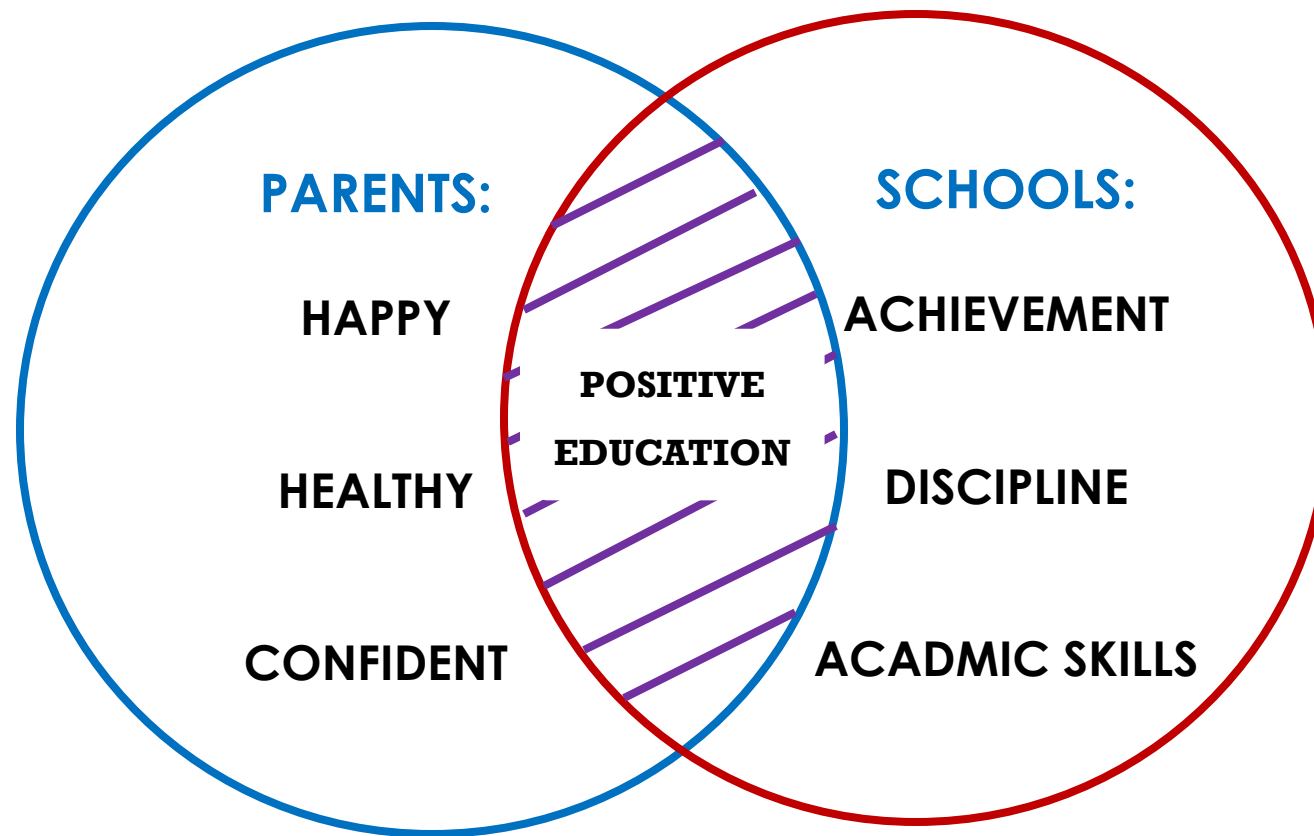 PARENTS:
HAPPY
HEALTHY
CONFIDENT
POSITIVE
EDUCATION
SCHOOLS:
ACHIEVEMENT
DISCIPLINE
ACADMIC SKILLS